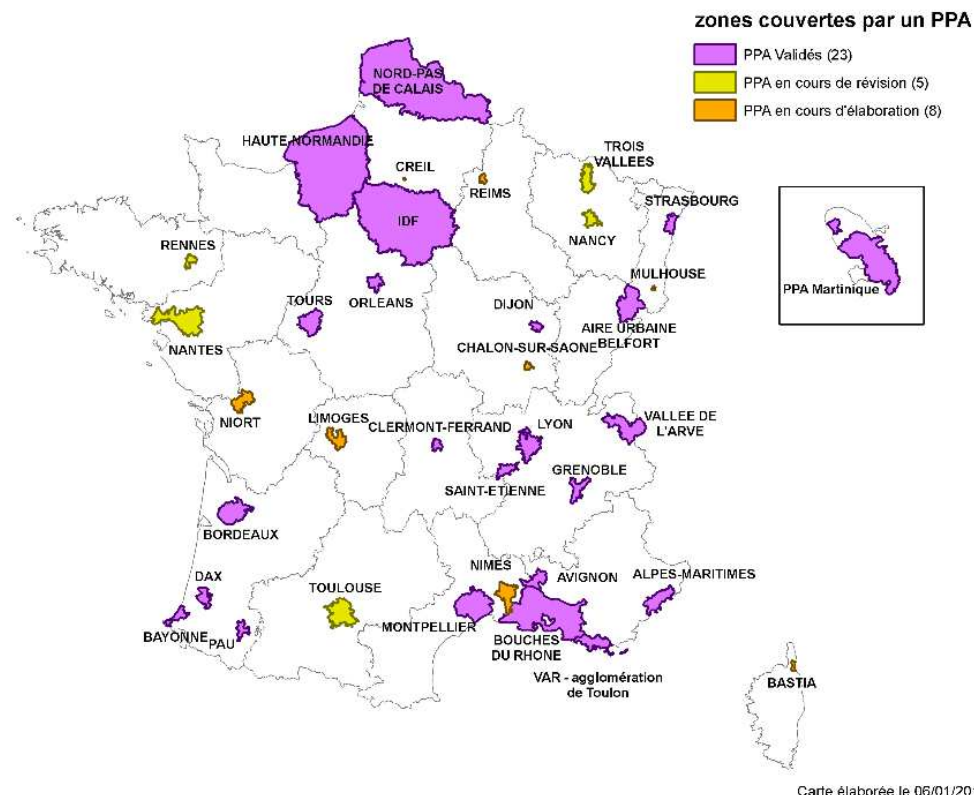 zones couvertes par un PPA
PPA Validés (23)
PPA en cours de révision (5)
PPA en cours d'élaboration (8)
NORD-PAS
DE CALAIS
HAUTE-NORMANDIE
CREIL
REIMS
TROIS
VALLEES
STRASBOURG
IDF
NANCY
RENNES
MULHOUSE
PPA Martinique
ORLEANS
TOURS
DIJON
AIRE URBAINE
BELFORT
NANTES
CHALON-SUR-SAONE
NIORT
LIMOGES
CLERMONT-FERRAND
LYON
VALLEE DE
L'ARVE
GRENOBLE
SAINT-ETIENNE
BORDEAUX
NIMES
AVIGNON
ALPES-MARITIMES
DAX
TOULOUSE
MONTPELLIER
BAYONNE
PAU
BOUCHES
DU RHONE
VAR - agglomération
de Toulon
BASTIA
Carte élaborée le